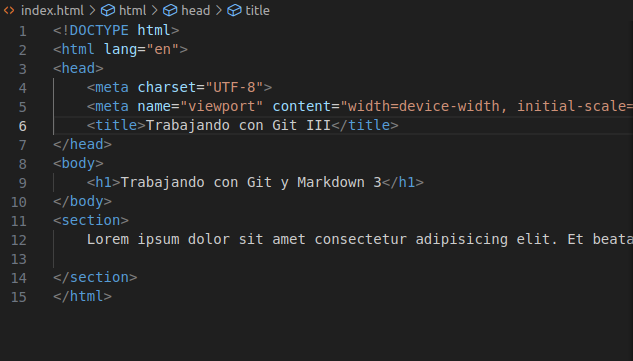 <> index.html > html > head > title
1 <!DOCTYPE html>
2 <html lang="en">
3 <head>
4 <meta charset="UTF-8">
5 <meta name="viewport" content="width=device-width, initial-scale=
6 <title>Trabajando con Git III</title>
7 </head>
8 <body>
9 <h1>Trabajando con Git y Markdown 3</h1>
10 </body>
11 <section>
12 Lorem ipsum dolor sit amet consectetur adipisicing elit. Et beata
13
14 </section>
15 </html>